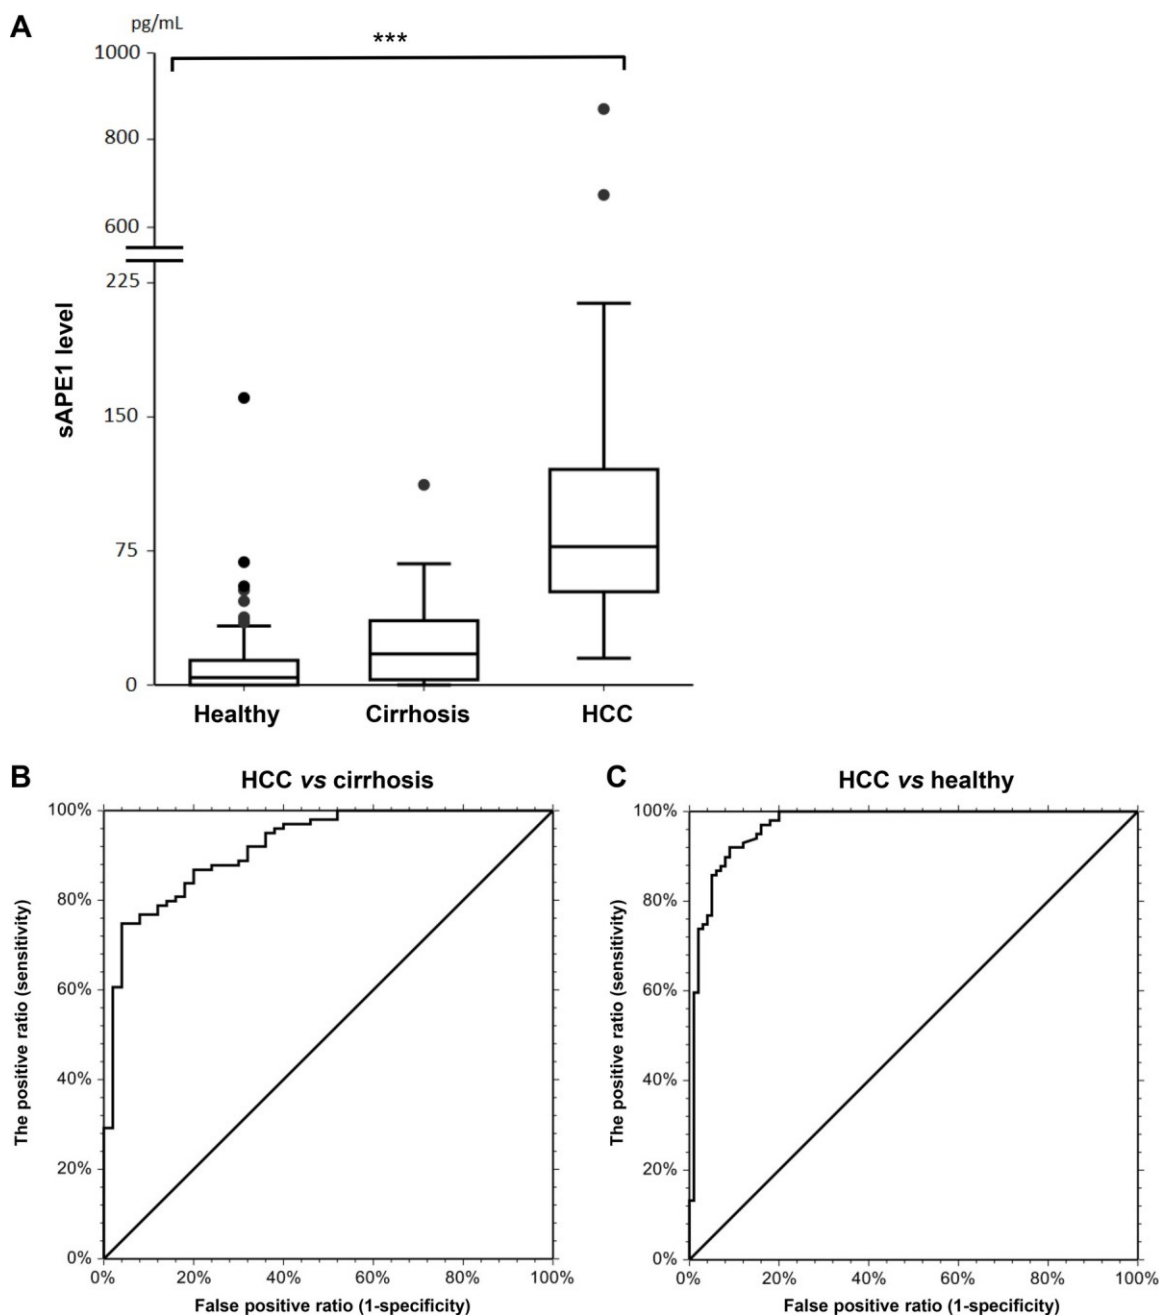 A
pg/mL
***
1000
800
600
225
150
75
0
sAPE1 level
Healthy Cirrhosis HCC
B
HCC vs cirrhosis
100%
80%
60%
40%
20%
0%
The positive ratio (sensitivity)
0% 20% 40% 60% 80% 100%
False positive ratio (1-specificity)
C
HCC vs healthy
100%
80%
60%
40%
20%
0%
The positive ratio (sensitivity)
0% 20% 40% 60% 80% 100%
False positive ratio (1-specificity)